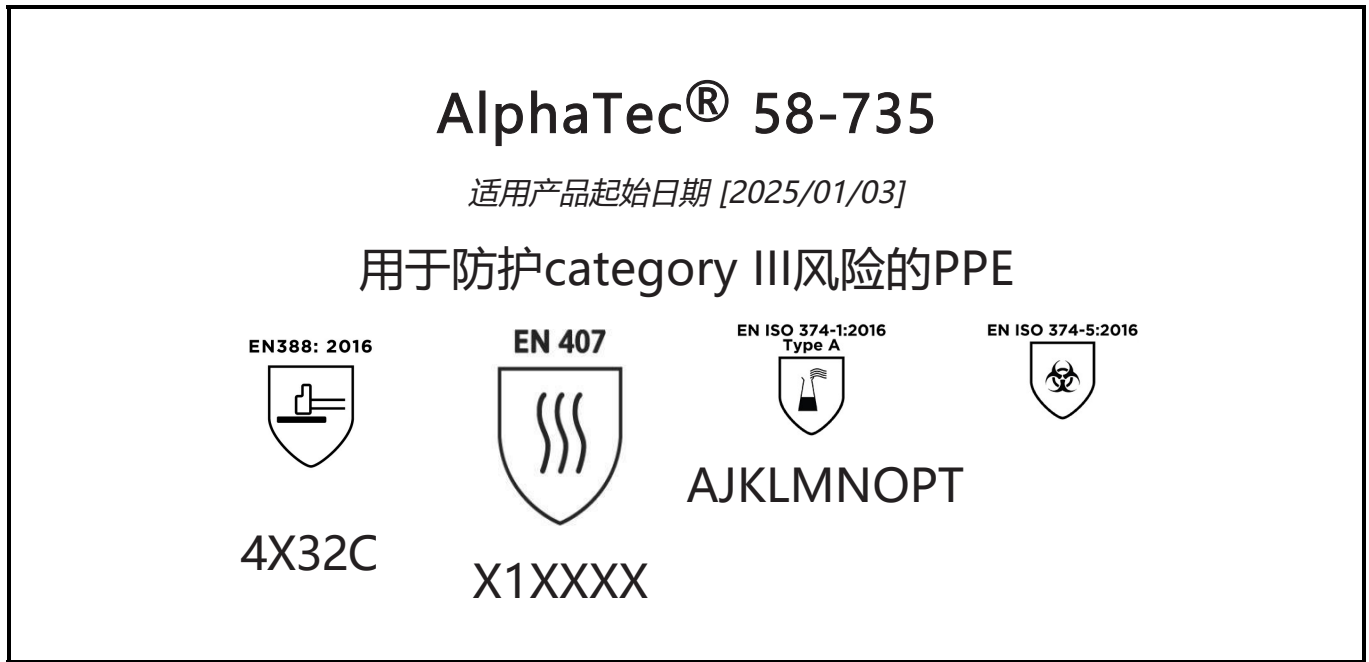 AlphaTec® 58-735
适用产品起始日期 [2025/01/03]
用于防护category III风险的PPE
EN388: 2016
4X32C
EN 407
X1XXXX
EN ISO 374-1:2016
Type A
AJKLMNOPT
EN ISO 374-5:2016